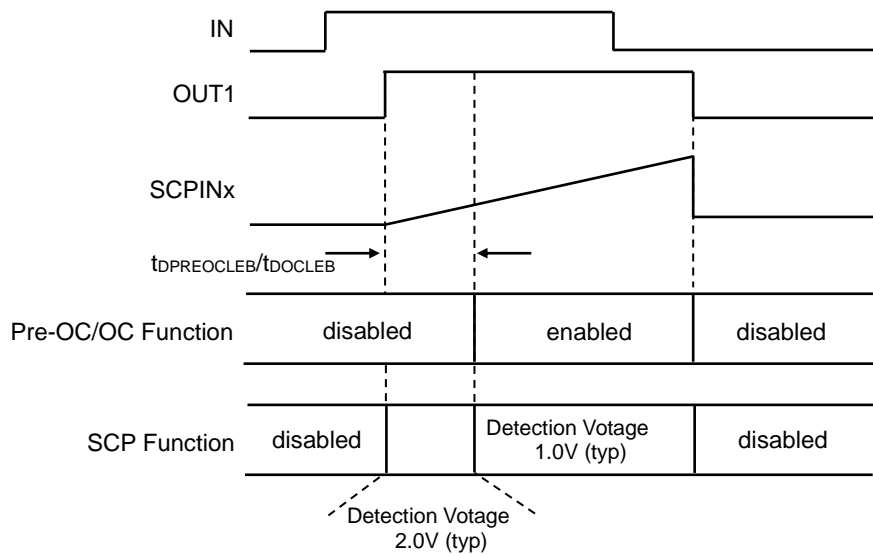 IN
OUT1
SCPINx
tDPREOCLEB/tDOCLEB
Pre-OC/OC Function
disabled
enabled
disabled
SCP Function
disabled
Detection Votage
1.0V (typ)
disabled
Detection Votage
2.0V (typ)